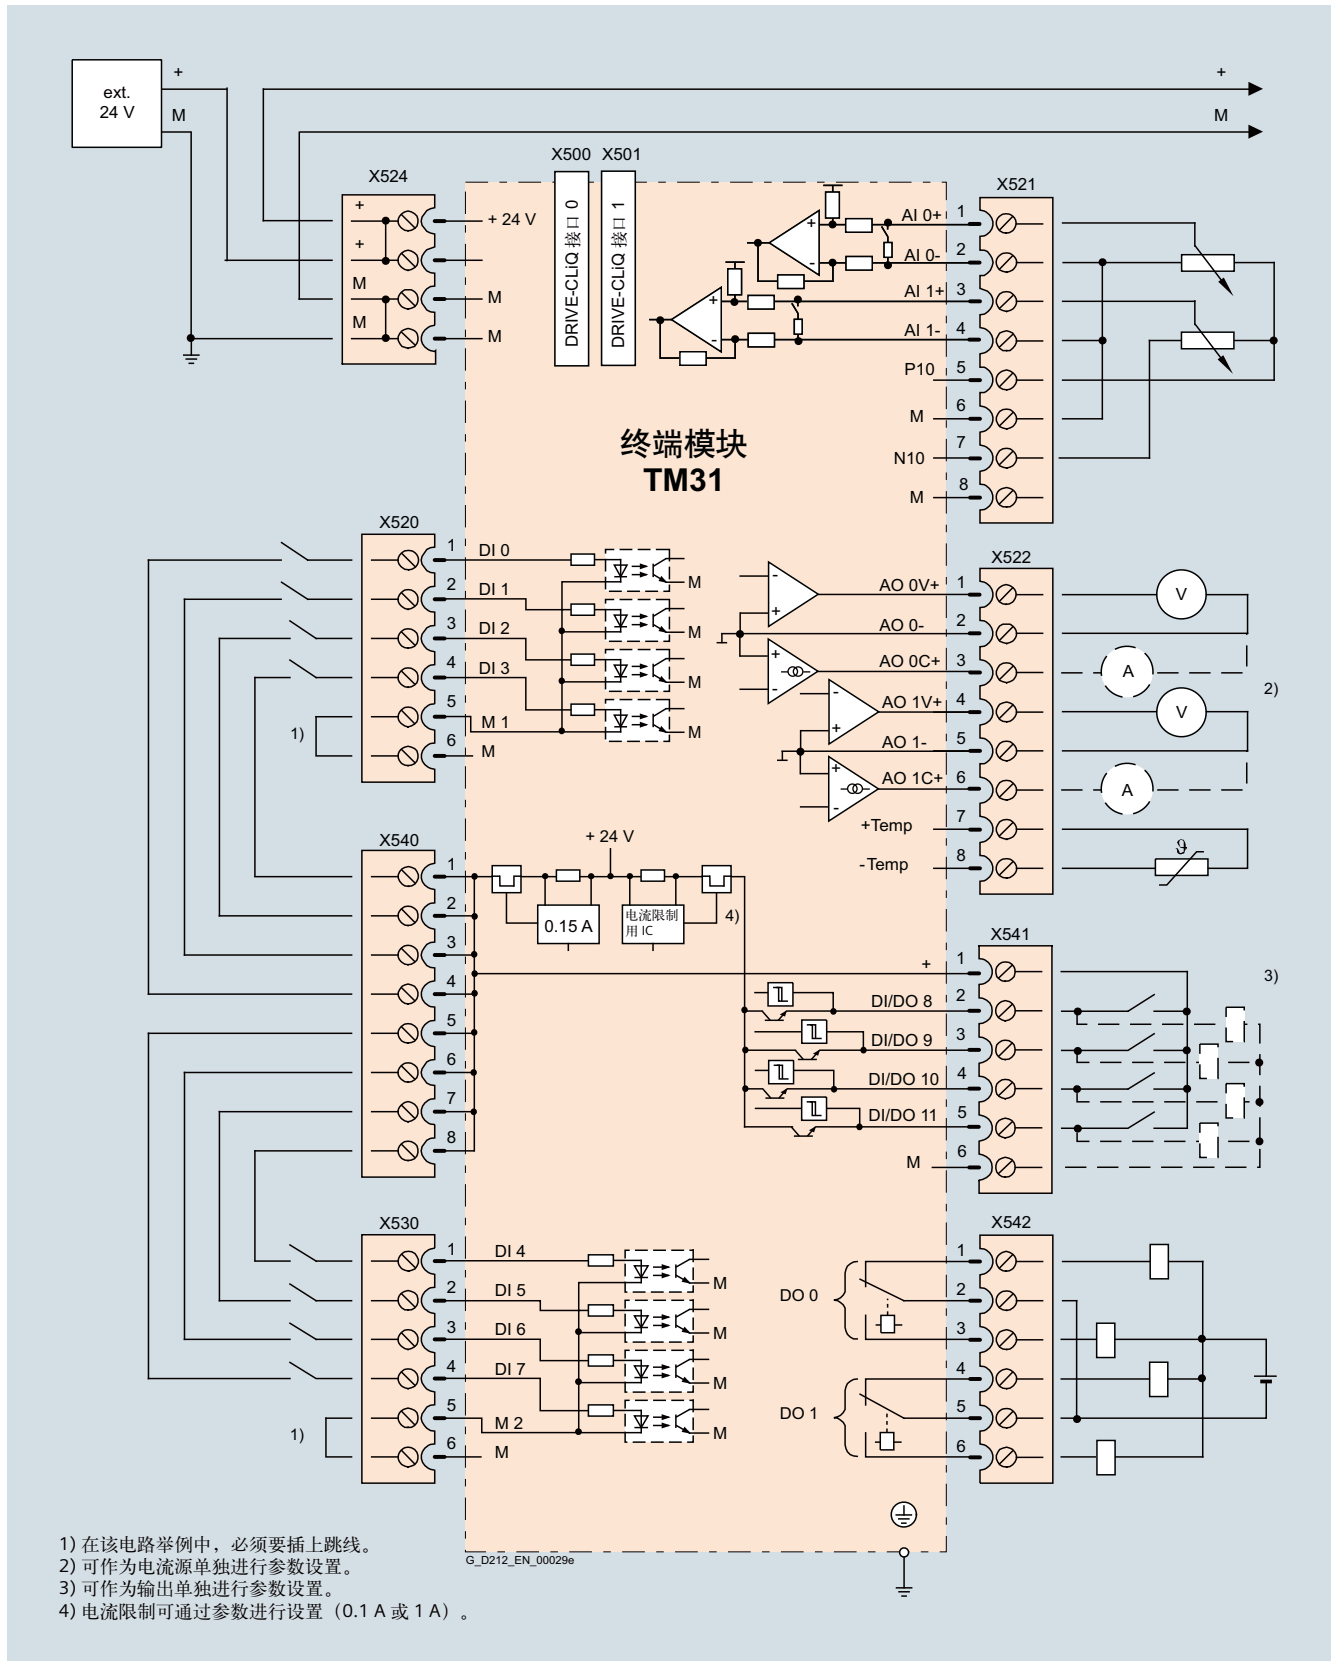 ext.
24 V
+
M
+
M
X500
X501
DRIVE-CLiQ 接口 0
DRIVE-CLiQ 接口 1
X524
+
+
M
M
+ 24 V
M
M
X521
AI 0+ 1
AI 0- 2
AI 1+ 3
AI 1- 4
P10 5
M 6
N10 7
M 8
+
-
+
-
终端模块
TM31
X520
1 DI 0
2 DI 1
3 DI 2
4 DI 3
5 M 1
6 M
1)
M
M
M
M
X522
AO 0V+ 1
AO 0- 2
AO 0C+ 3
AO 1V+ 4
AO 1- 5
AO 1C+ 6
+Temp 7
-Temp 8
-
+
+
-
-
+
+
-
V
A
V
A
2)
ϑ
X540
1
2
3
4
5
6
7
8
+ 24 V
0.15 A
电流限制
用 IC
4)
X541
+ 1
DI/DO 8 2
DI/DO 9 3
DI/DO 10 4
DI/DO 11 5
M 6
3)
X530
1 DI 4
2 DI 5
3 DI 6
4 DI 7
5 M 2
6 M
1)
M
M
M
M
X542
1
2
3
4
5
6
DO 0
DO 1
G_D212_EN_00029e
1) 在该电路举例中，必须要插上跳线。
2) 可作为电流源单独进行参数设置。
3) 可作为输出单独进行参数设置。
4) 电流限制可通过参数进行设置（0.1 A 或 1 A）。